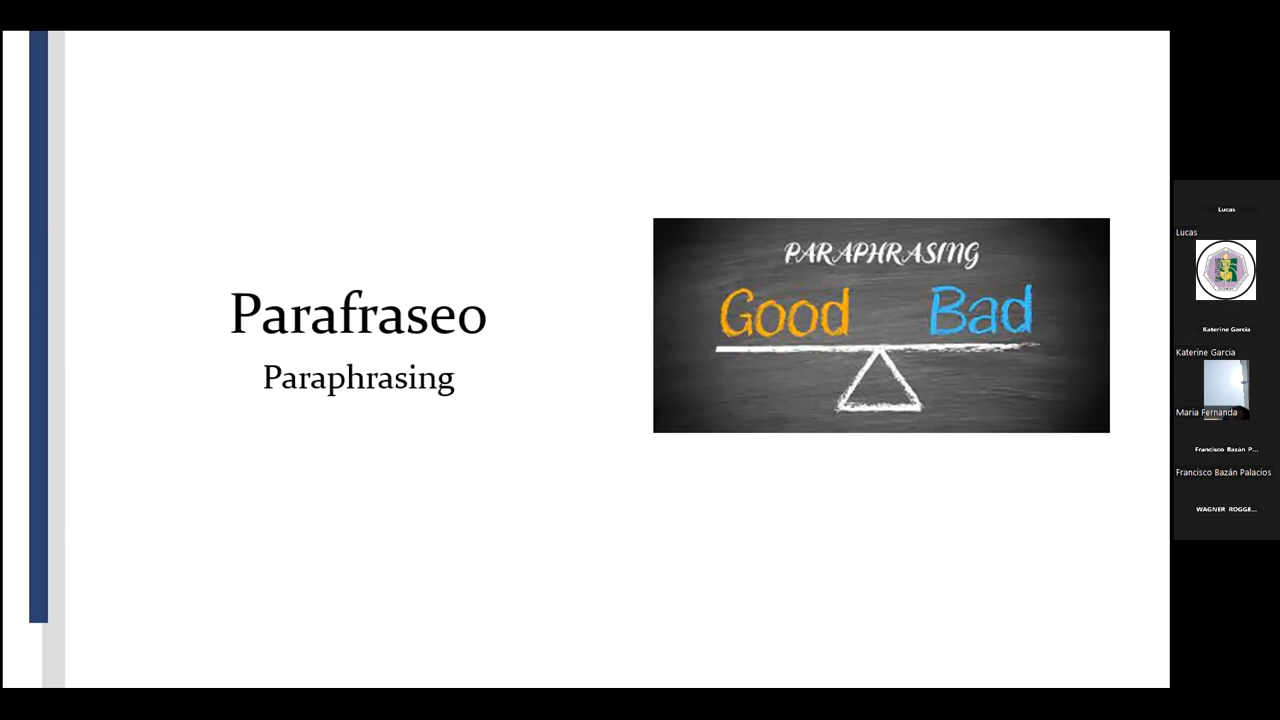 Parafraseo
Paraphrasing
PARAPHRASING
Good Bad
Lucas
Lucas
Katerine Garcia
Katerine Garcia
Maria Fernanda
Francisco Bazán P...
Francisco Bazán Palacios
WAGNER ROGGE...